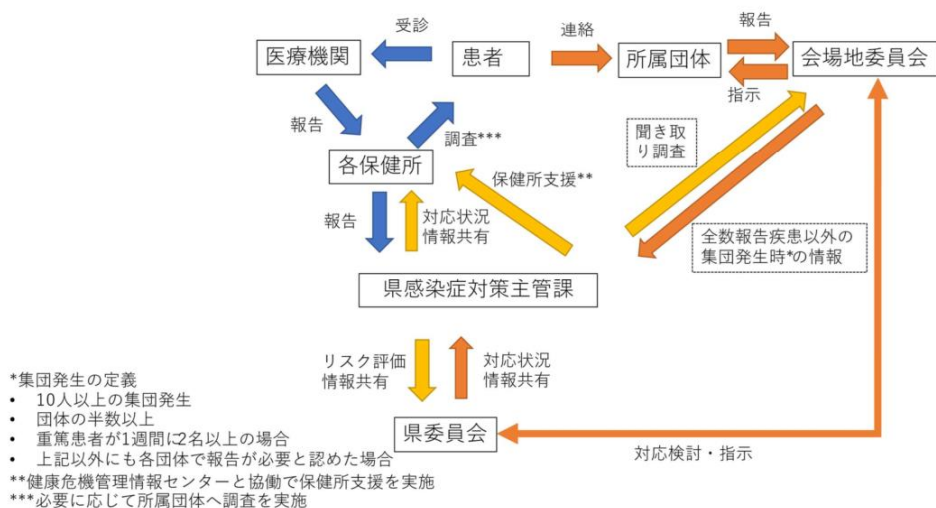 受診
連絡
報告
医療機関
患者
所属団体
会場地委員会
指示
報告
調査***
聞き取
り調査
各保健所
保健所支援**
報告
対応状況
情報共有
全数報告疾患以外の
集団発生時*の情報
県感染症対策主管課
リスク評価
情報共有
対応状況
情報共有
県委員会
対応検討・指示
*集団発生の定義
• 10人以上の集団発生
• 団体の半数以上
• 重篤患者が1週間に2名以上の場合
• 上記以外にも各団体で報告が必要と認めた場合
**健康危機管理情報センターと協働で保健所支援を実施
***必要に応じて所属団体へ調査を実施